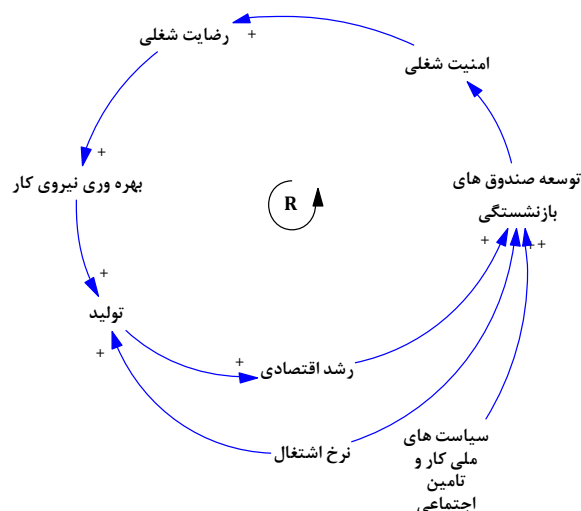 رضایت شغلی
+
امنیت شغلی
+
بهره وری نیروی کار
توسعه صندوق های
بازنشستگی
R
+
++
+
تولید
+
+
رشد اقتصادی
نرخ اشتغال
سیاست های
ملی کار و
تامین
اجتماعی